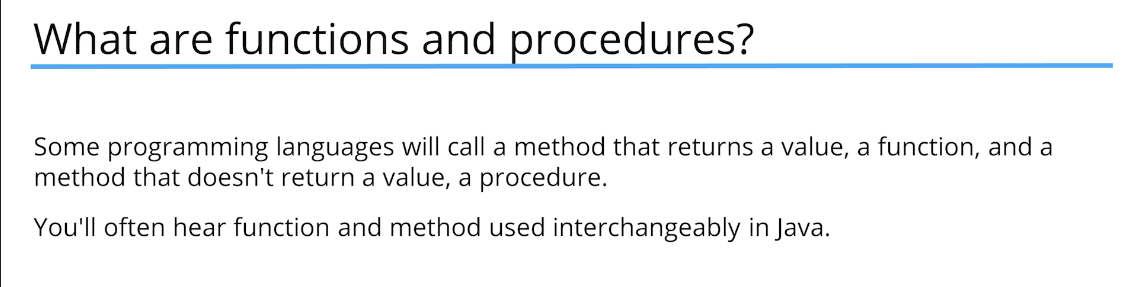 What are functions and procedures?
Some programming languages will call a method that returns a value, a function, and a
method that doesn't return a value, a procedure.
You'll often hear function and method used interchangeably in Java.